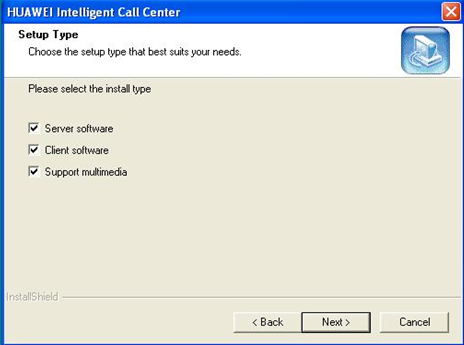 HUAWEI Intelligent Call Center
Setup Type
Choose the setup type that best suits your needs.
Please select the install type
Server software
Client software
Support multimedia
InstallShield
< Back Next > Cancel